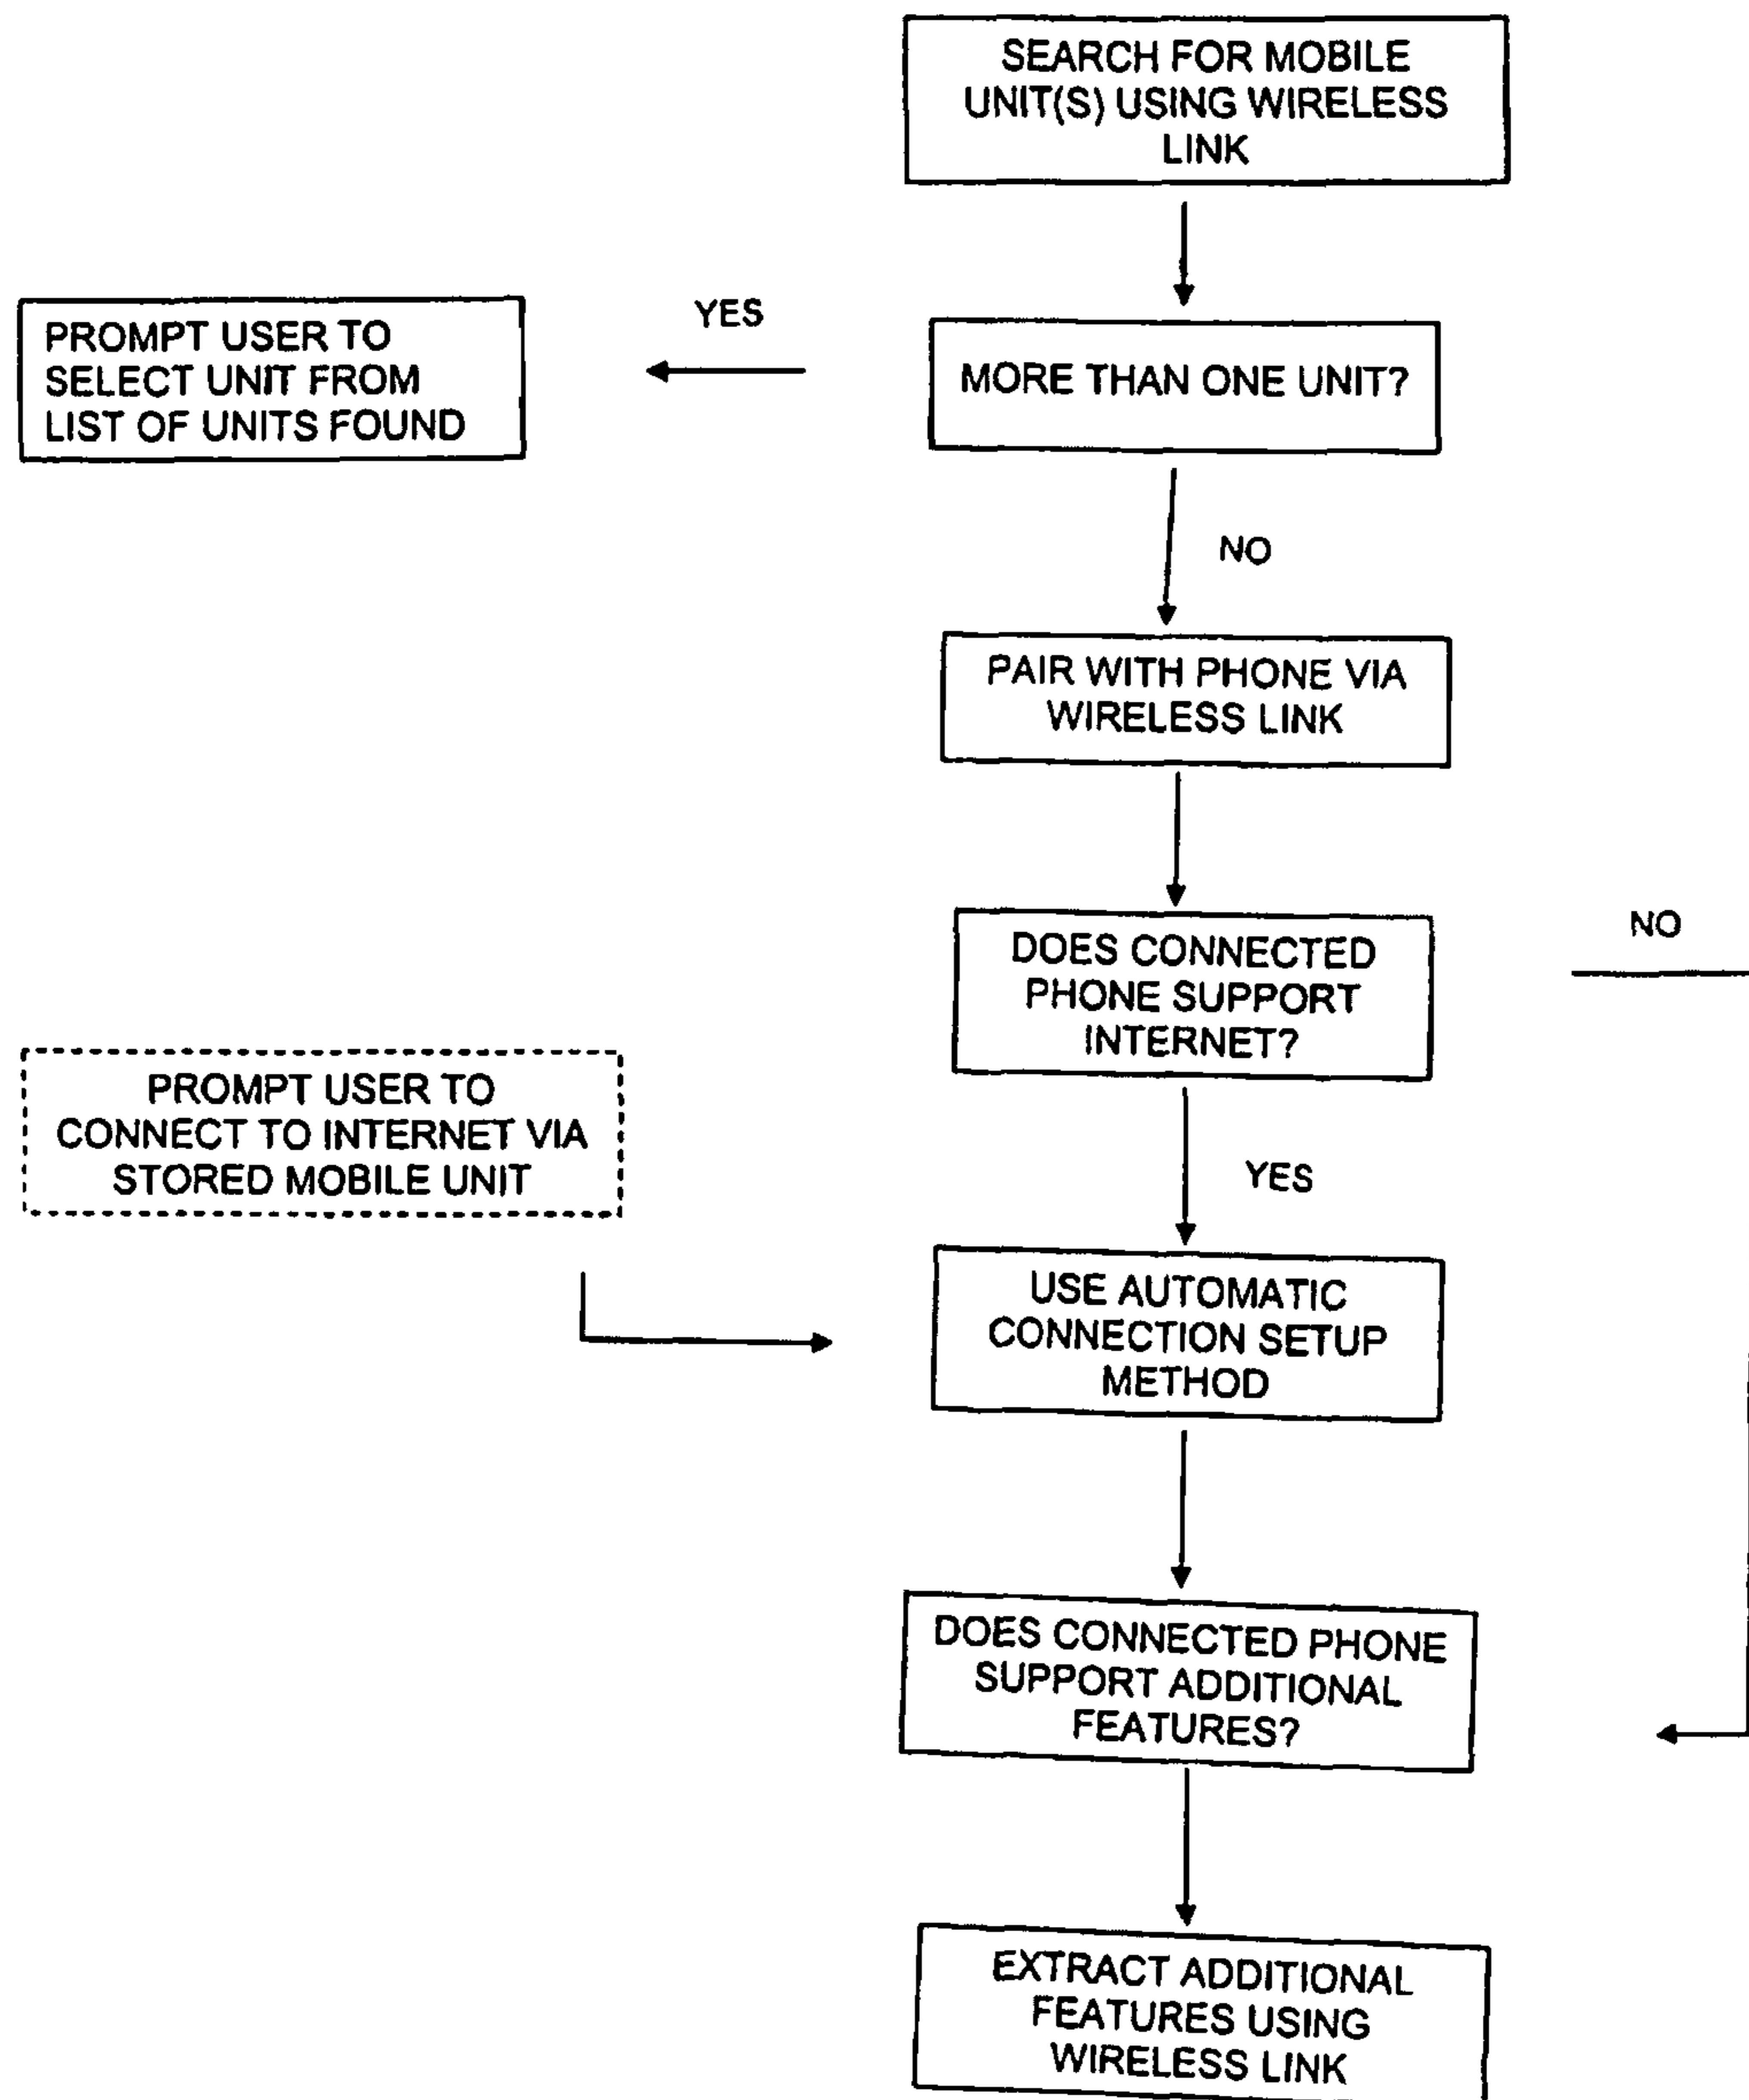 SEARCH FOR MOBILE
UNIT(S) USING WIRELESS
LINK
YES
PROMPT USER TO
SELECT UNIT FROM
LIST OF UNITS FOUND
MORE THAN ONE UNIT?
NO
PAIR WITH PHONE VIA
WIRELESS LINK
DOES CONNECTED
PHONE SUPPORT
INTERNET?
NO
PROMPT USER TO
CONNECT TO INTERNET VIA
STORED MOBILE UNIT
YES
USE AUTOMATIC
CONNECTION SETUP
METHOD
DOES CONNECTED PHONE
SUPPORT ADDITIONAL
FEATURES?
EXTRACT ADDITIONAL
FEATURES USING
WIRELESS LINK